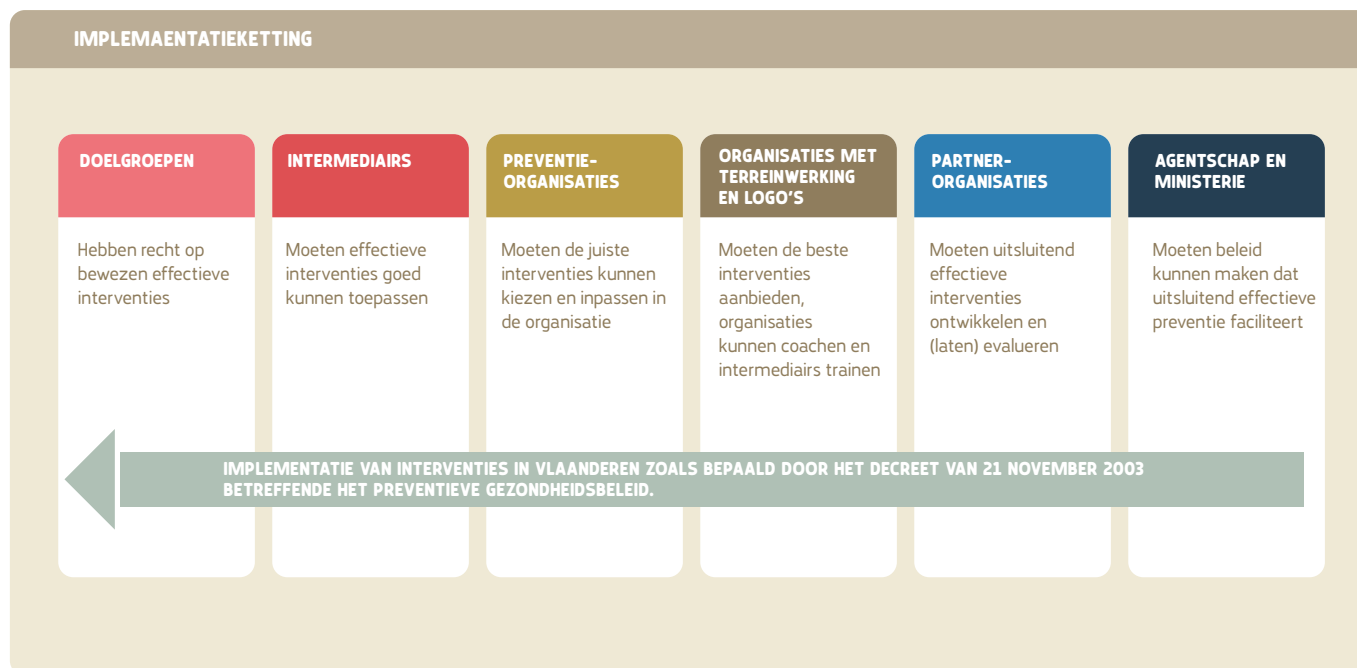 IMPLEMAENTATIEKETTING
DOELGROEPEN
Hebben recht op
bewezen effectieve
interventies
INTERMEDIAIRS
Moeten effectieve
interventies goed
kunnen toepassen
PREVENTIE-
ORGANISATIES
Moeten de juiste
interventies kunnen
kiezen en inpassen in
de organisatie
ORGANISATIES MET
TERREINWERKING
EN LOGO'S
Moeten de beste
interventies
aanbieden,
organisaties
kunnen coachen en
intermediairs trainen
PARTNER-
ORGANISATIES
Moeten uitsluitend
effectieve
interventies
ontwikkelen en
(laten) evalueren
AGENTSCHAP EN
MINISTERIE
Moeten beleid
kunnen maken dat
uitsluitend effectieve
preventie faciliteert
IMPLEMENTATIE VAN INTERVENTIES IN VLAANDEREN ZOALS BEPAALD DOOR HET DECREET VAN 21 NOVEMBER 2003
BETREFFENDE HET PREVENTIEVE GEZONDHEIDSBELEID.